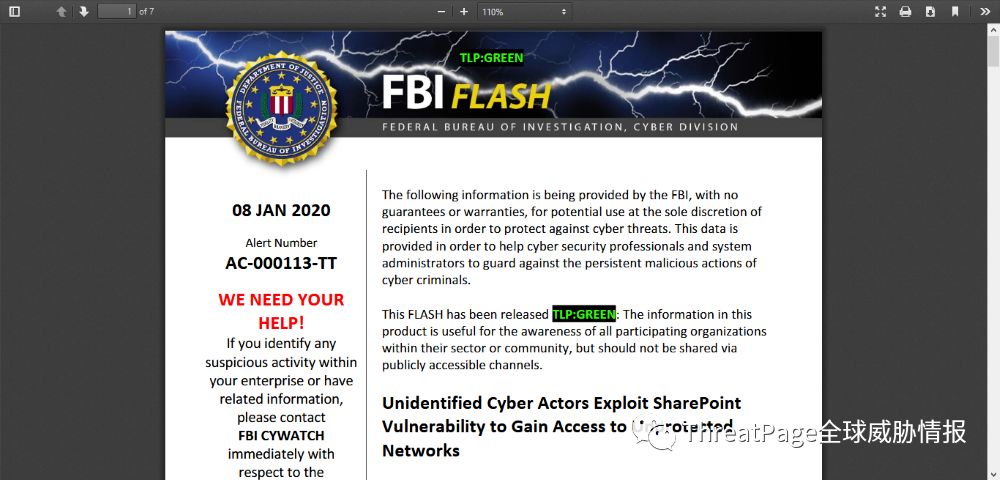 1 of 7
110%
TLP:GREEN
DEPARTMENT OF JUSTICE
FEDERAL BUREAU OF INVESTIGATION
FBI FLASH
FEDERAL BUREAU OF INVESTIGATION, CYBER DIVISION
08 JAN 2020
Alert Number
AC-000113-TT
WE NEED YOUR
HELP!
If you identify any
suspicious activity within
your enterprise or have
related information,
please contact
FBI CYWATCH
immediately with
respect to the
The following information is being provided by the FBI, with no
guarantees or warranties, for potential use at the sole discretion of
recipients in order to protect against cyber threats. This data is
provided in order to help cyber security professionals and system
administrators to guard against the persistent malicious actions of
cyber criminals.
This FLASH has been released TLP:GREEN: The information in this
product is useful for the awareness of all participating organizations
within their sector or community, but should not be shared via
publicly accessible channels.
Unidentified Cyber Actors Exploit SharePoint
Vulnerability to Gain Access to Unprotected
Networks
ThreatPage全球威胁情报